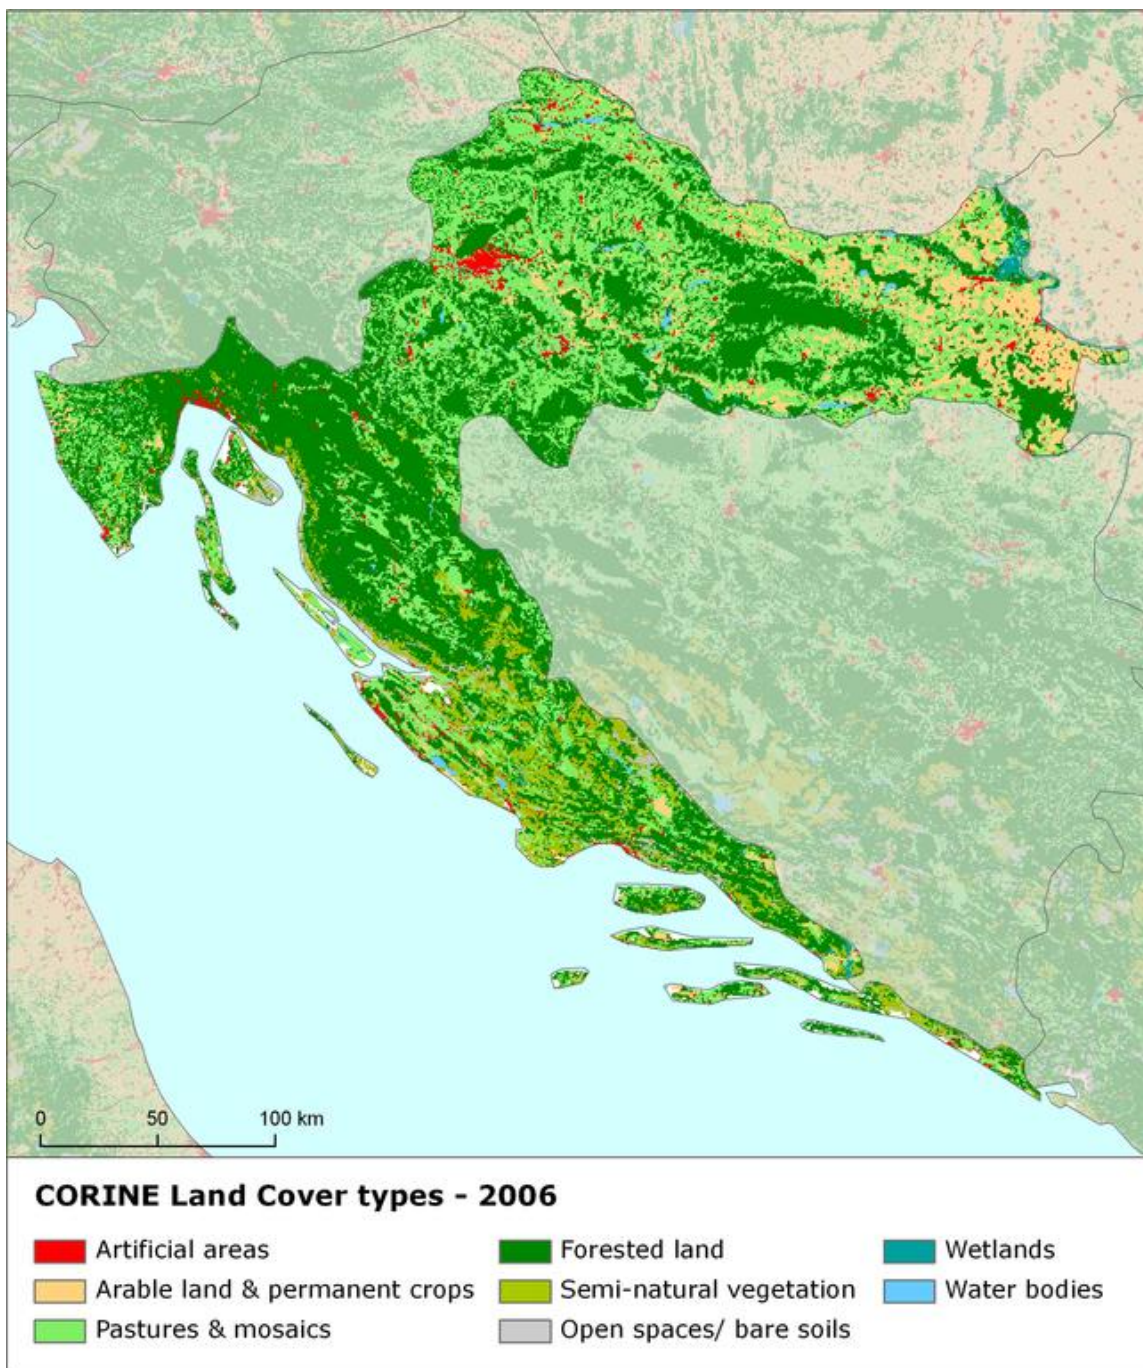 0 50 100 km
CORINE Land Cover types - 2006
Artificial areas
Forested land
Wetlands
Arable land & permanent crops
Semi-natural vegetation
Water bodies
Pastures & mosaics
Open spaces/ bare soils